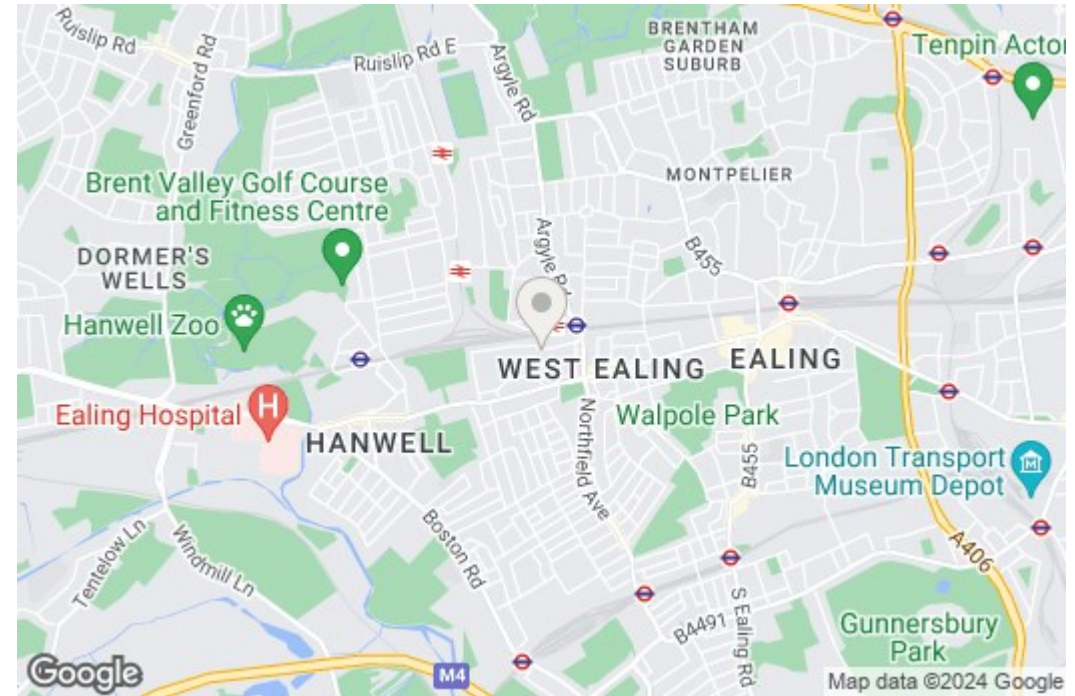 Ruislip Rd
Greenford Rd
Ruislip Rd E
Argyle Rd
BRENTHAM
GARDEN
SUBURB
Tenpin Acton
MONTPELIER
Brent Valley Golf Course
and Fitness Centre
Argyle Rd
B455
DORMER'S
WELLS
Hanwell Zoo
WEST EALING
EALING
Ealing Hospital
H
HANWELL
Northfield Ave
Walpole Park
B455
London Transport
Museum Depot
Boston Rd
Tentelow Ln
Windmill Ln
A406
S Ealing Rd
B4491
Gunnersbury
Park
M4
Google
Map data ©2024 Google